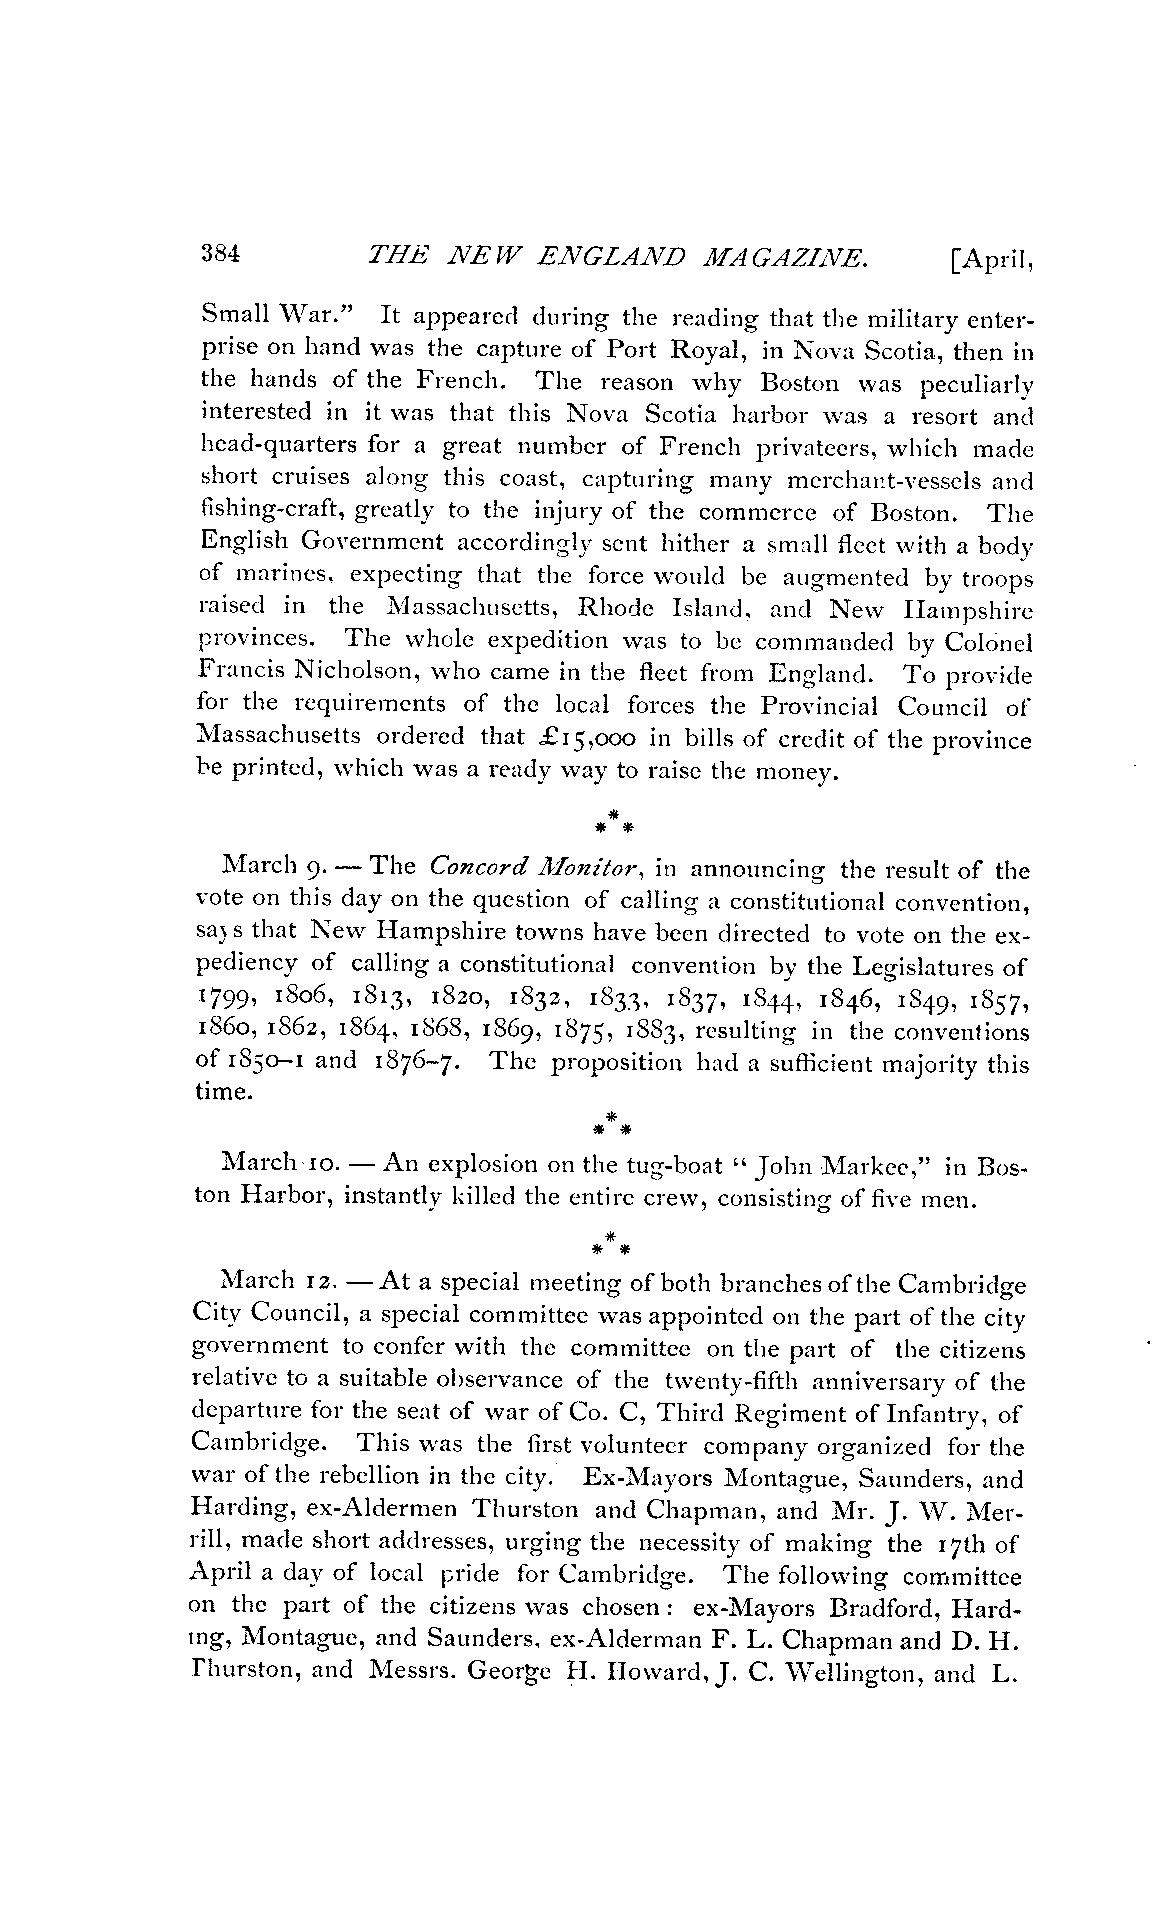 384 THE NEW ENGLAND MAGAZINE. [April,
Small War." It appeared during the reading that the military enter-
prise on hand was the capture of Port Royal, in Nova Scotia, then in
the hands of the French. The reason why Boston was peculiarly
interested in it was that this Nova Scotia harbor was a resort and
head-quarters for a great number of French privateers, which made
short cruises along this coast, capturing many merchant-vessels and
fishing-craft, greatly to the injury of the commerce of Boston. The
English Government accordingly sent hither a small fleet with a body
of marines, expecting that the force would be augmented by troops
raised in the Massachusetts, Rhode Island, and New Hampshire
provinces. The whole expedition was to be commanded by Colonel
Francis Nicholson, who came in the fleet from England. To provide
for the requirements of the local forces the Provincial Council of
Massachusetts ordered that £15,000 in bills of credit of the province
be printed, which was a ready way to raise the money.
***
March 9. — The Concord Monitor, in announcing the result of the
vote on this day on the question of calling a constitutional convention,
says that New Hampshire towns have been directed to vote on the ex-
pediency of calling a constitutional convention by the Legislatures of
1799, 1806, 1813, 1820, 1832, 1833, 1837, 1844, 1846, 1849, 1857,
1860, 1862, 1864, 1868, 1869, 1875, 1883, resulting in the conventions
of 1850–1 and 1876–7. The proposition had a sufficient majority this
time.
***
March 10. — An explosion on the tug-boat "John Markee," in Bos-
ton Harbor, instantly killed the entire crew, consisting of five men.
***
March 12. — At a special meeting of both branches of the Cambridge
City Council, a special committee was appointed on the part of the city
government to confer with the committee on the part of the citizens
relative to a suitable observance of the twenty-fifth anniversary of the
departure for the seat of war of Co. C, Third Regiment of Infantry, of
Cambridge. This was the first volunteer company organized for the
war of the rebellion in the city. Ex-Mayors Montague, Saunders, and
Harding, ex-Aldermen Thurston and Chapman, and Mr. J. W. Mer-
rill, made short addresses, urging the necessity of making the 17th of
April a day of local pride for Cambridge. The following committee
on the part of the citizens was chosen: ex-Mayors Bradford, Hard-
ing, Montague, and Saunders, ex-Alderman F. L. Chapman and D. H.
Thurston, and Messrs. George H. Howard, J. C. Wellington, and L.